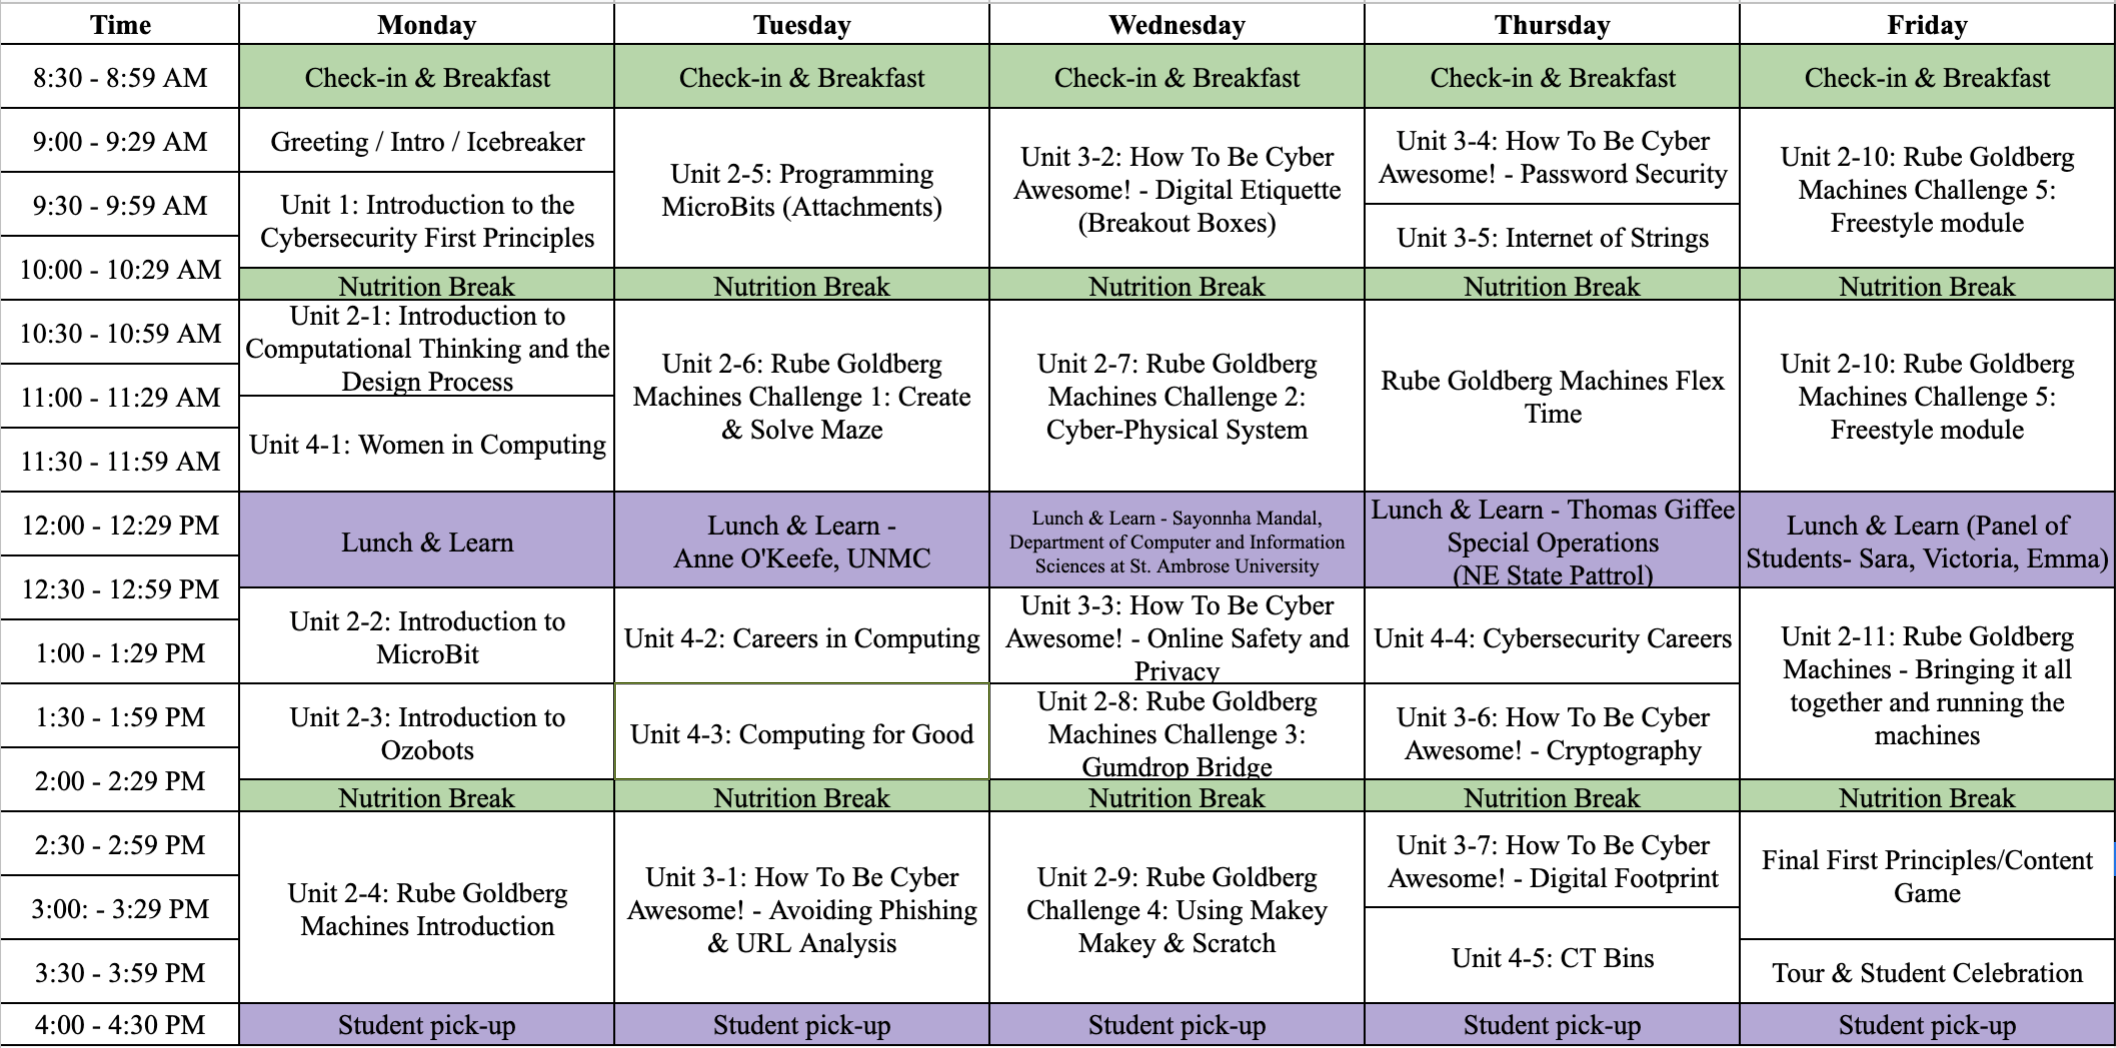 Time Monday Tuesday Wednesday Thursday Friday
8:30 - 8:59 AM
Check-in & Breakfast
Check-in & Breakfast
Check-in & Breakfast
Check-in & Breakfast
Check-in & Breakfast
9:00 - 9:29 AM
Greeting / Intro / Icebreaker
Unit 2-5: Programming
MicroBits (Attachments)
Unit 3-2: How To Be Cyber
Awesome! - Digital Etiquette
(Breakout Boxes)
Unit 3-4: How To Be Cyber
Awesome! - Password Security
Unit 2-10: Rube Goldberg
Machines Challenge 5:
Freestyle module
9:30 - 9:59 AM
Unit 1: Introduction to the
Cybersecurity First Principles
Unit 3-5: Internet of Strings
10:00 - 10:29 AM
Nutrition Break
Nutrition Break
Nutrition Break
Nutrition Break
Nutrition Break
10:30 - 10:59 AM
Unit 2-1: Introduction to
Computational Thinking and the
Design Process
Unit 2-6: Rube Goldberg
Machines Challenge 1: Create
& Solve Maze
Unit 2-7: Rube Goldberg
Machines Challenge 2:
Cyber-Physical System
Rube Goldberg Machines Flex
Time
Unit 2-10: Rube Goldberg
Machines Challenge 5:
Freestyle module
11:00 - 11:29 AM
Unit 4-1: Women in Computing
11:30 - 11:59 AM
12:00 - 12:29 PM
Lunch & Learn
Lunch & Learn -
Anne O'Keefe, UNMC
Lunch & Learn - Sayonnha Mandal,
Department of Computer and Information
Sciences at St. Ambrose University
Lunch & Learn - Thomas Giffee
Special Operations
(NE State Pattrol)
Lunch & Learn (Panel of
Students- Sara, Victoria, Emma)
12:30 - 12:59 PM
Unit 2-2: Introduction to
MicroBit
Unit 4-2: Careers in Computing
Unit 3-3: How To Be Cyber
Awesome! - Online Safety and
Privacy
Unit 4-4: Cybersecurity Careers
Unit 2-11: Rube Goldberg
Machines - Bringing it all
together and running the
machines
1:00 - 1:29 PM
1:30 - 1:59 PM
Unit 2-3: Introduction to
Ozobots
Unit 4-3: Computing for Good
Unit 2-8: Rube Goldberg
Machines Challenge 3:
Gumdrop Bridge
Unit 3-6: How To Be Cyber
Awesome! - Cryptography
2:00 - 2:29 PM
Nutrition Break
Nutrition Break
Nutrition Break
Nutrition Break
Nutrition Break
2:30 - 2:59 PM
Unit 2-4: Rube Goldberg
Machines Introduction
Unit 3-1: How To Be Cyber
Awesome! - Avoiding Phishing
& URL Analysis
Unit 2-9: Rube Goldberg
Challenge 4: Using Makey
Makey & Scratch
Unit 3-7: How To Be Cyber
Awesome! - Digital Footprint
Final First Principles/Content
Game
3:00: - 3:29 PM
Unit 4-5: CT Bins
3:30 - 3:59 PM
Tour & Student Celebration
4:00 - 4:30 PM
Student pick-up
Student pick-up
Student pick-up
Student pick-up
Student pick-up